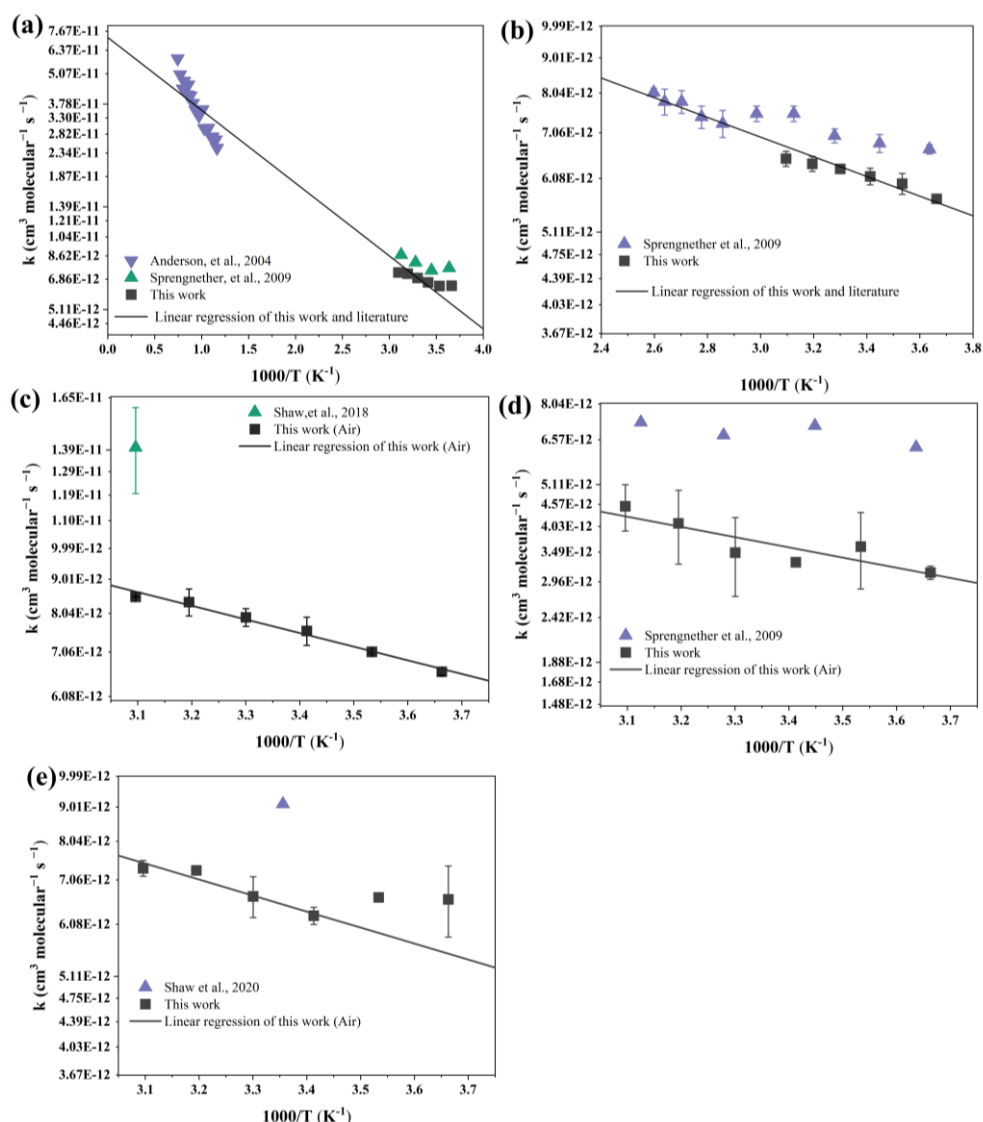 (a)
7.67E-11
6.37E-11
5.07E-11
3.78E-11
3.30E-11
2.82E-11
2.34E-11
1.87E-11
1.39E-11
1.21E-11
1.04E-11
8.62E-12
6.86E-12
5.11E-12
4.46E-12
k (cm³ molecular⁻¹ s ⁻¹)
Anderson, et al., 2004
Sprengnether, et al., 2009
This work
Linear regression of this work and literature
0.0 0.5 1.0 1.5 2.0 2.5 3.0 3.5 4.0
1000/T (K⁻¹)
(b)
9.99E-12
9.01E-12
8.04E-12
7.06E-12
6.08E-12
5.11E-12
4.75E-12
4.39E-12
4.03E-12
3.67E-12
k (cm³ molecular⁻¹ s ⁻¹)
Sprengnether et al., 2009
This work
Linear regression of this work and literature
2.4 2.6 2.8 3.0 3.2 3.4 3.6 3.8
1000/T (K⁻¹)
(c)
1.65E-11
1.39E-11
1.29E-11
1.19E-11
1.10E-11
9.99E-12
9.01E-12
8.04E-12
7.06E-12
6.08E-12
k (cm³ molecular⁻¹ s ⁻¹)
Shaw,et al., 2018
This work (Air)
Linear regression of this work (Air)
3.1 3.2 3.3 3.4 3.5 3.6 3.7
1000/T (K⁻¹)
(d)
8.04E-12
6.57E-12
5.11E-12
4.57E-12
4.03E-12
3.49E-12
2.96E-12
2.42E-12
1.88E-12
1.68E-12
1.48E-12
k (cm³ molecular⁻¹ s ⁻¹)
Sprengnether et al., 2009
This work
Linear regression of this work (Air)
3.1 3.2 3.3 3.4 3.5 3.6 3.7
1000/T (K⁻¹)
(e)
9.99E-12
9.01E-12
8.04E-12
7.06E-12
6.08E-12
5.11E-12
4.75E-12
4.39E-12
4.03E-12
3.67E-12
k (cm³ molecular⁻¹ s ⁻¹)
Shaw et al., 2020
This work
Linear regression of this work (Air)
3.1 3.2 3.3 3.4 3.5 3.6 3.7
1000/T (K⁻¹)